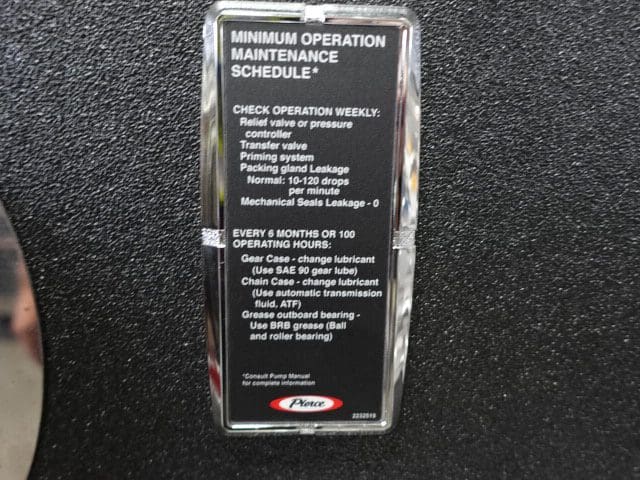 MINIMUM OPERATION
MAINTENANCE
SCHEDULE*
CHECK OPERATION WEEKLY:
Relief valve or pressure
controller
Transfer valve
Priming system
Packing gland Leakage
Normal: 10-120 drops
per minute
Mechanical Seals Leakage - 0
EVERY 6 MONTHS OR 100
OPERATING HOURS:
Gear Case - change lubricant
(Use SAE 90 gear lube)
Chain Case - change lubricant
(Use automatic transmission
fluid, ATF)
Grease outboard bearing -
Use BRB grease (Ball
and roller bearing)
*Consult Pump Manual
for complete information
Pierce
2232519